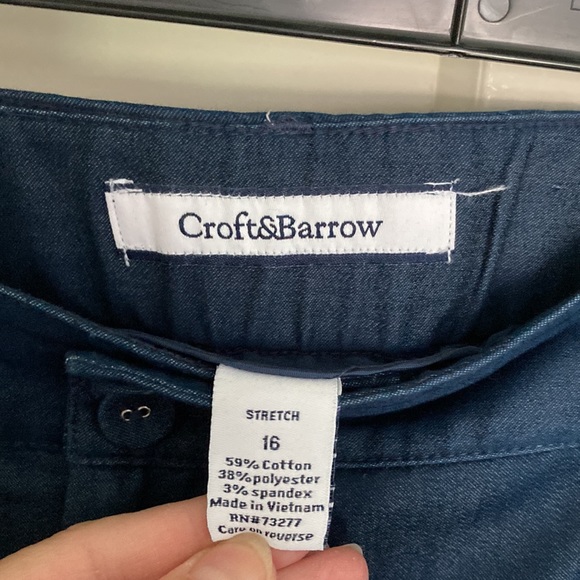 Croft&Barrow
STRETCH
16
59% Cotton
38% polyester
3% spandex
Made in Vietnam
RN#73277
Care on reverse